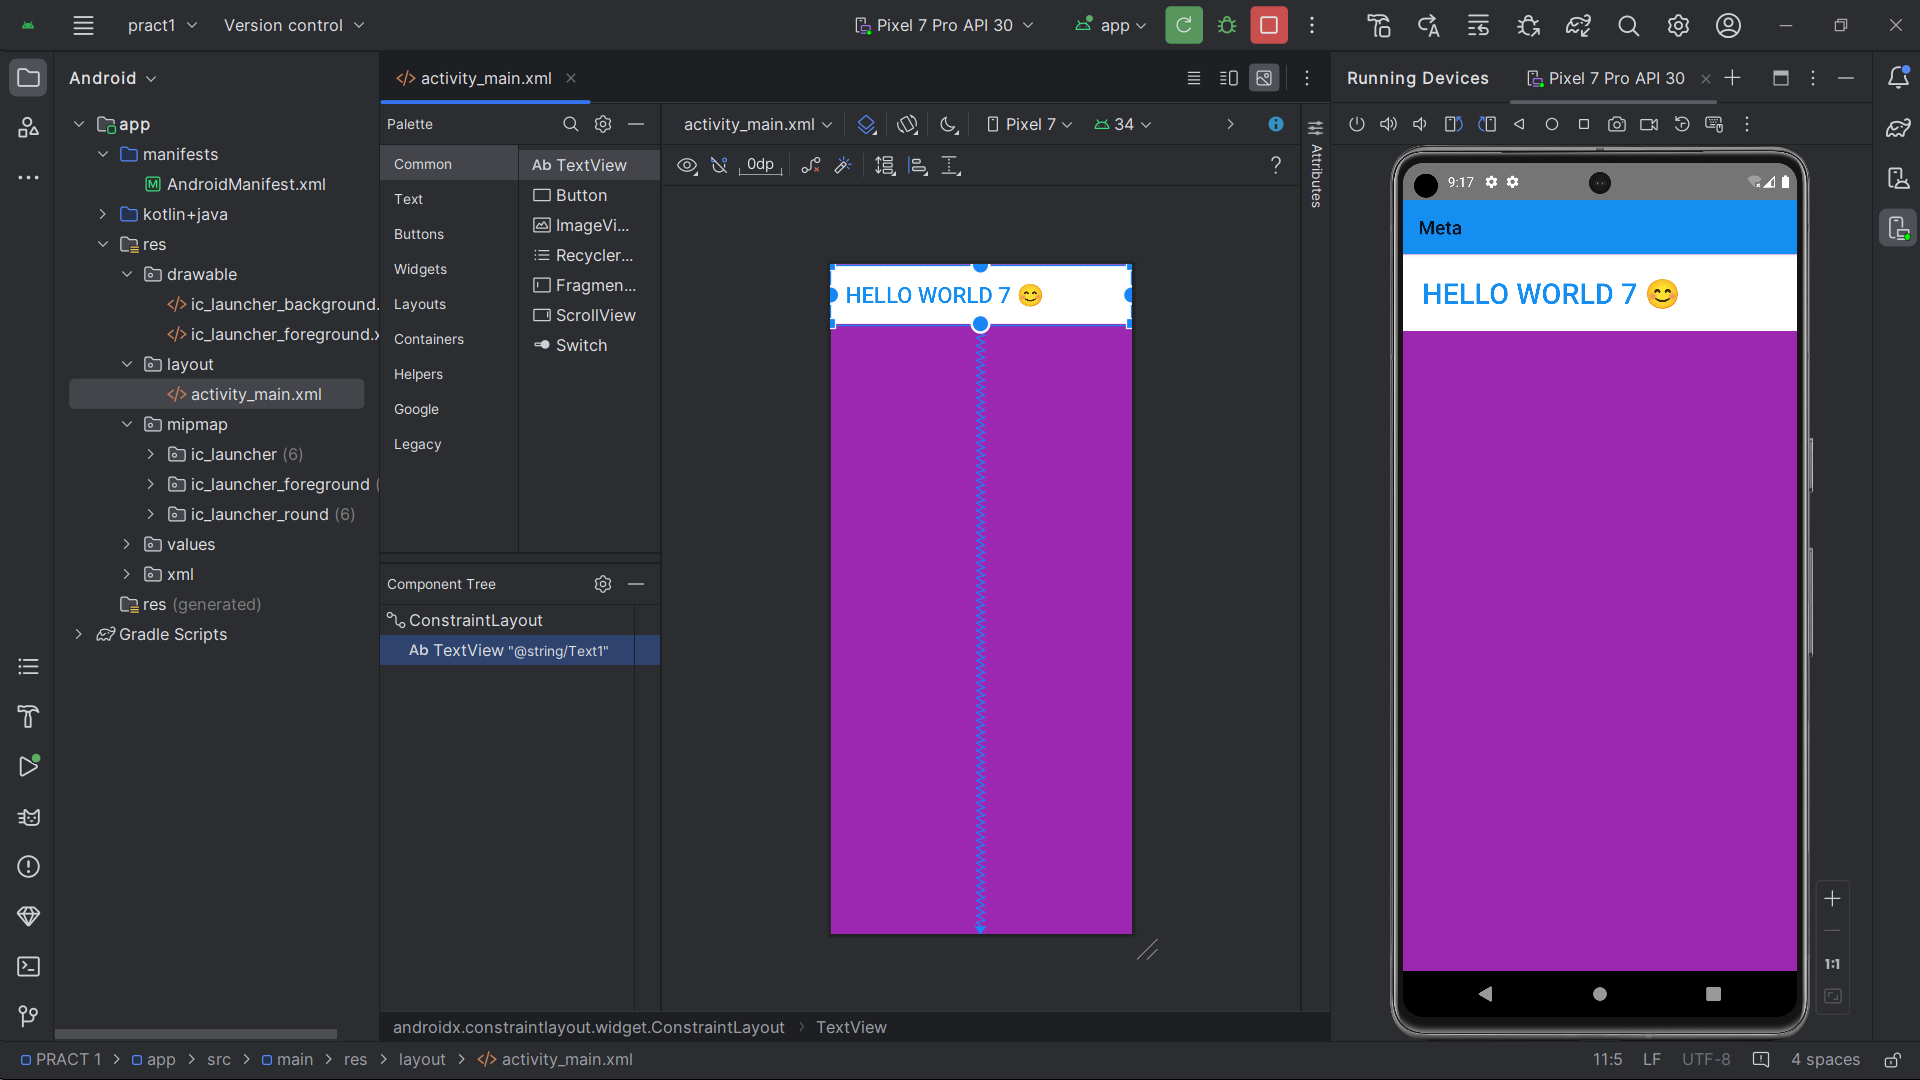 pract1
Version control
Pixel 7 Pro API 30
app
Android
activity_main.xml
Running Devices
Pixel 7 Pro API 30
app
manifests
AndroidManifest.xml
kotlin+java
res
drawable
ic_launcher_background.
ic_launcher_foreground.x
layout
activity_main.xml
mipmap
ic_launcher (6)
ic_launcher_foreground (
ic_launcher_round (6)
values
xml
res (generated)
Gradle Scripts
Palette
Common
Text
Buttons
Widgets
Layouts
Containers
Helpers
Google
Legacy
Ab TextView
Button
ImageVi...
Recycler...
Fragmen...
ScrollView
Switch
Component Tree
ConstraintLayout
Ab TextView "@string/Text1"
activity_main.xml
Pixel 7
34
0dp
?
Attributes
HELLO WORLD 7 😊
9:17
Meta
HELLO WORLD 7 😊
1:1
androidx.constraintlayout.widget.ConstraintLayout > TextView
PRACT 1 > app > src > main > res > layout > activity_main.xml
11:5 LF UTF-8 4 spaces